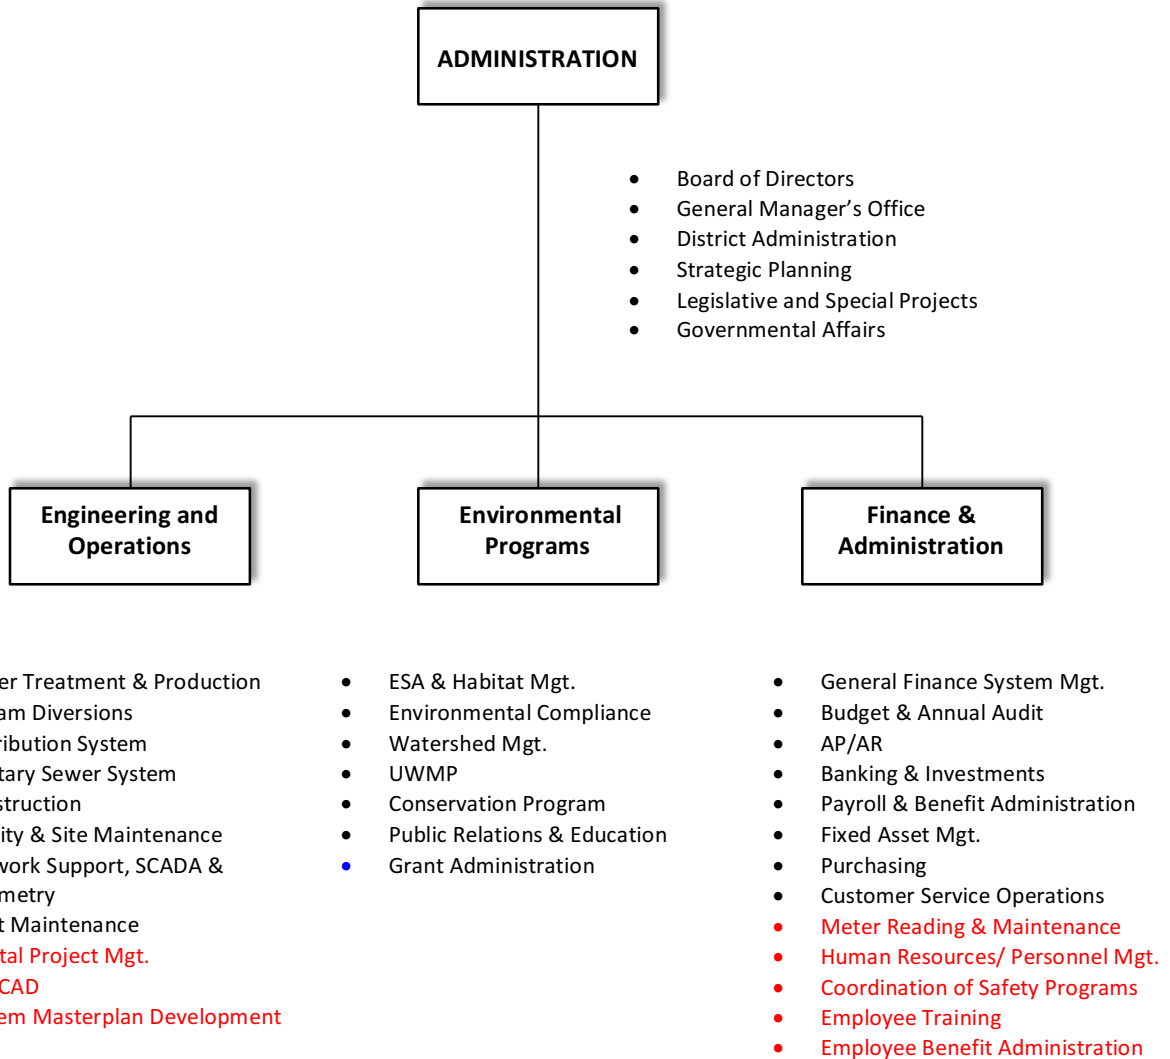 ADMINISTRATION
• Board of Directors
• General Manager’s Office
• District Administration
• Strategic Planning
• Legislative and Special Projects
• Governmental Affairs
Engineering and
Operations
Environmental
Programs
Finance &
Administration
er Treatment & Production
am Diversions
ribution System
tary Sewer System
struction
ity & Site Maintenance
work Support, SCADA &
metry
t Maintenance
tal Project Mgt.
CAD
em Masterplan Development
• ESA & Habitat Mgt.
• Environmental Compliance
• Watershed Mgt.
• UWMP
• Conservation Program
• Public Relations & Education
• Grant Administration
• General Finance System Mgt.
• Budget & Annual Audit
• AP/AR
• Banking & Investments
• Payroll & Benefit Administration
• Fixed Asset Mgt.
• Purchasing
• Customer Service Operations
• Meter Reading & Maintenance
• Human Resources/ Personnel Mgt.
• Coordination of Safety Programs
• Employee Training
• Employee Benefit Administration